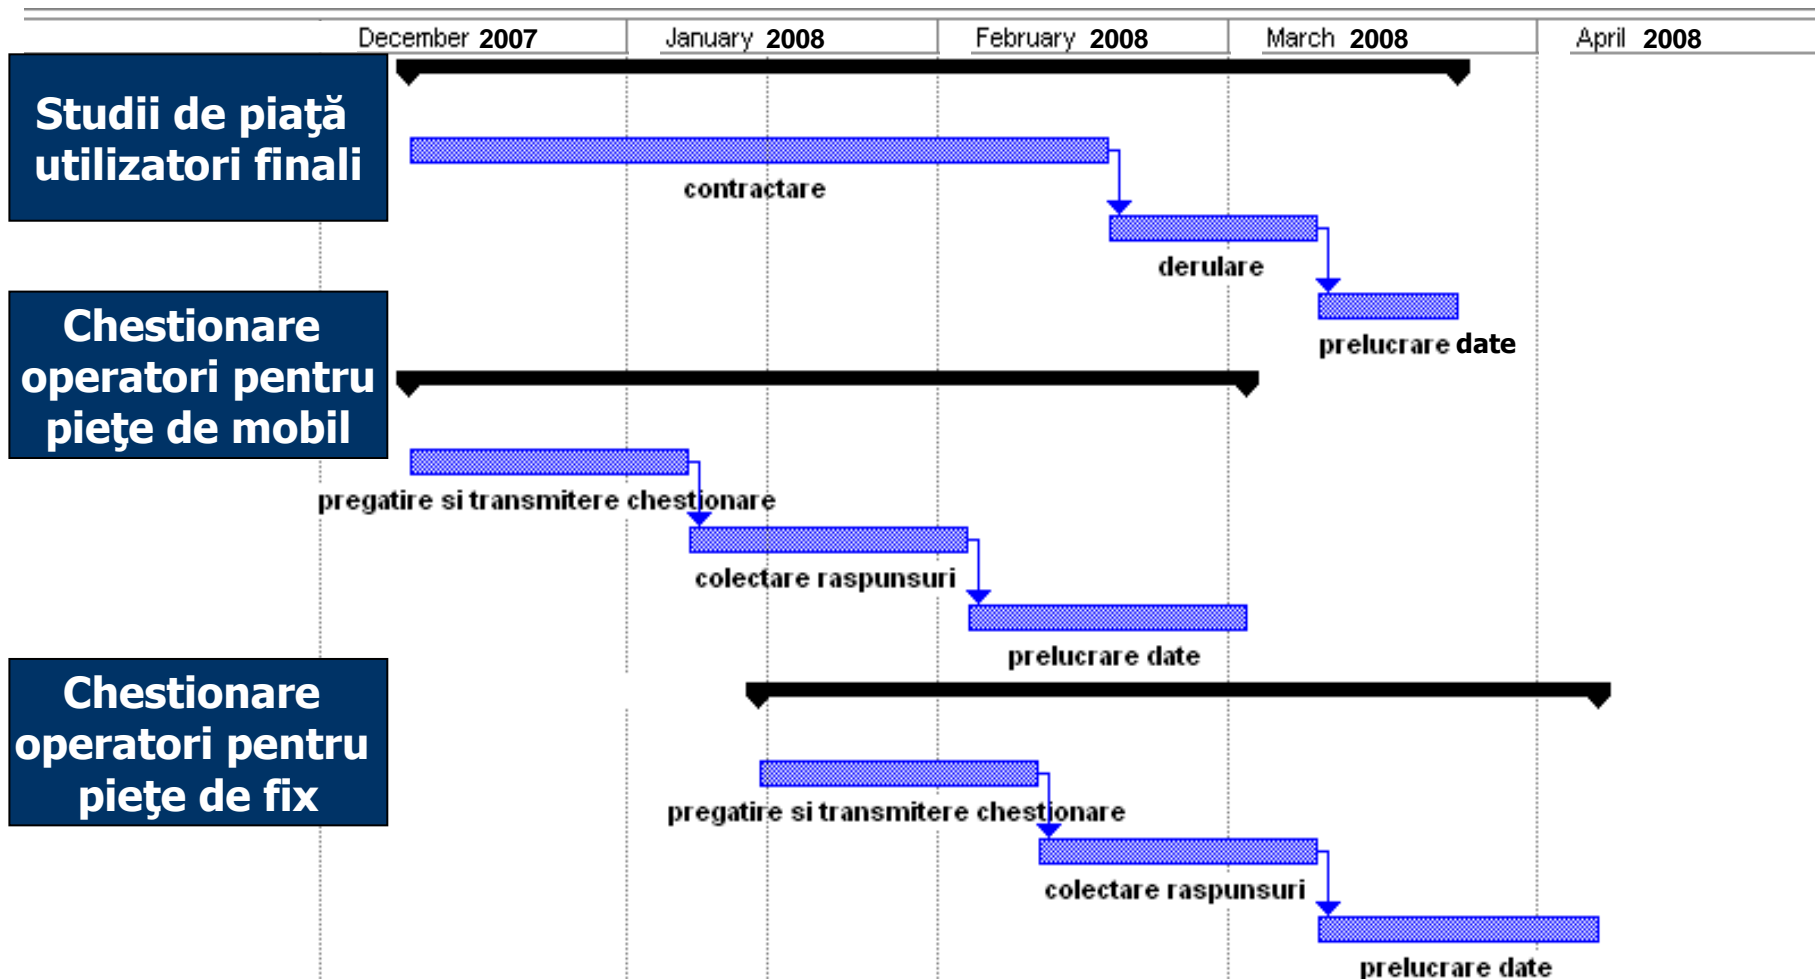 December 2007
January 2008
February 2008
March 2008
April 2008
Studii de piaţă
utilizatori finali
contractare
derulare
prelucrare date
Chestionare
operatori pentru
pieţe de mobil
pregatire si transmitere chestionare
colectare raspunsuri
prelucrare date
Chestionare
operatori pentru
pieţe de fix
pregatire si transmitere chestionare
colectare raspunsuri
prelucrare date